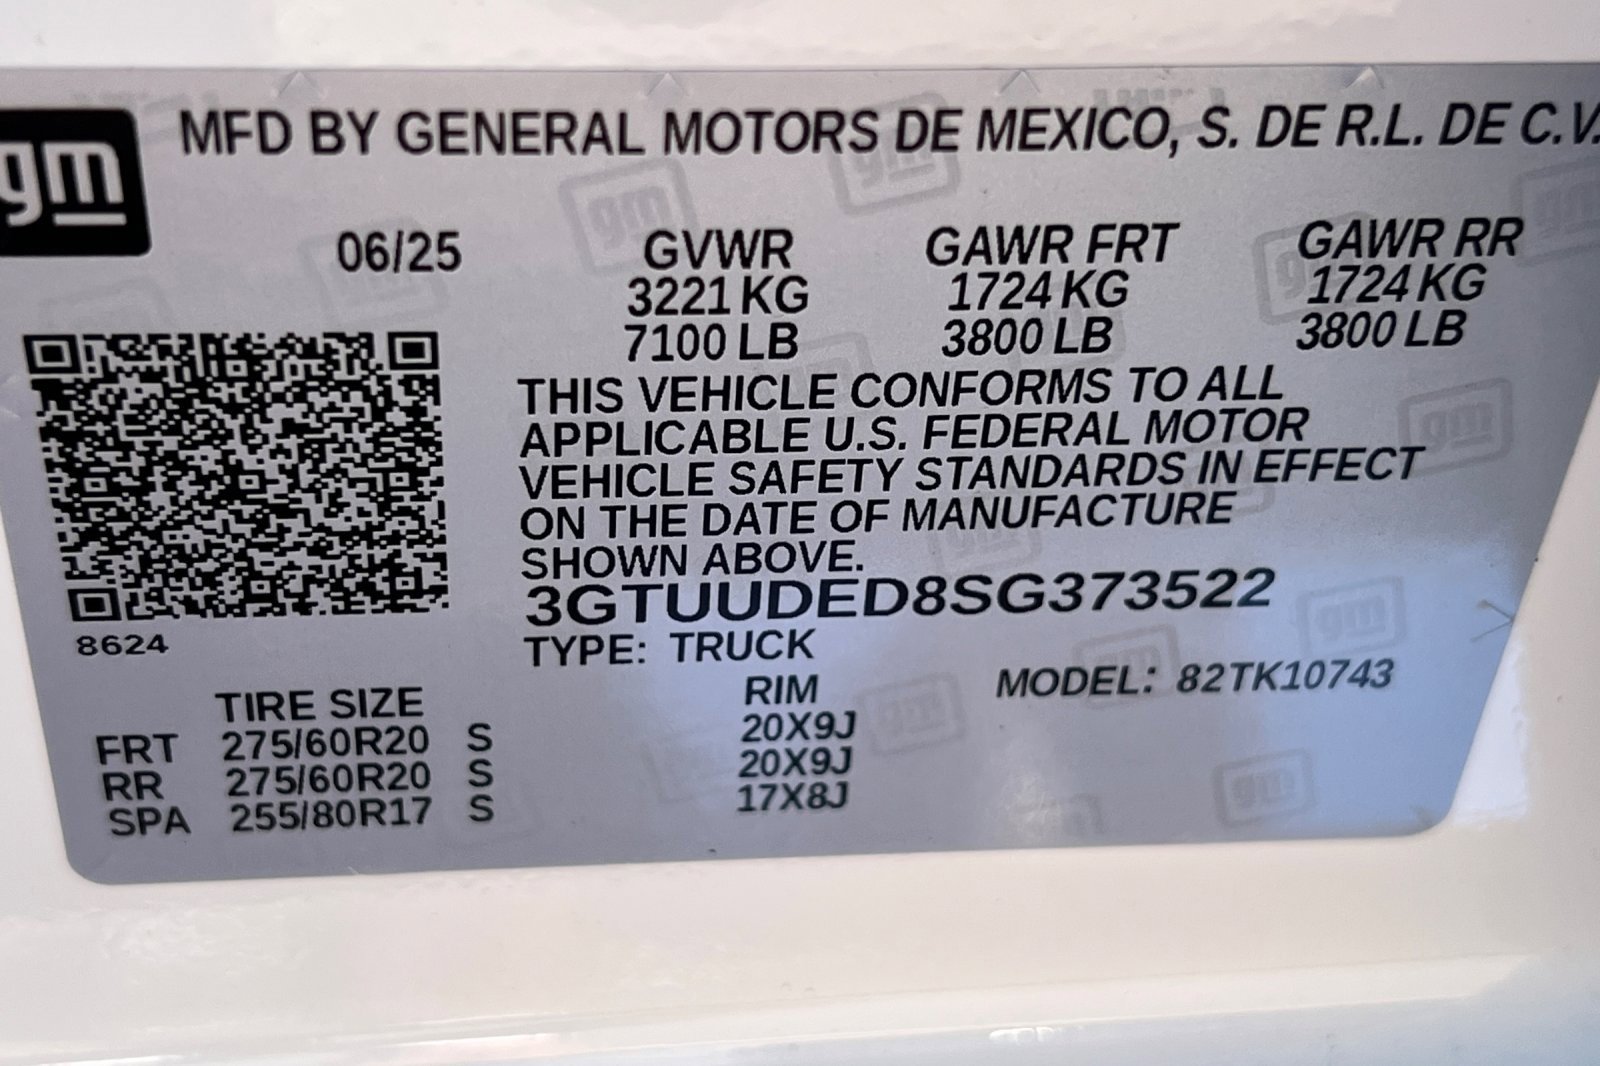 gm MFD BY GENERAL MOTORS DE MEXICO, S. DE R.L. DE C.V.
06/25 GVWR GAWR FRT GAWR RR
3221 KG 1724 KG 1724 KG
7100 LB 3800 LB 3800 LB
THIS VEHICLE CONFORMS TO ALL
APPLICABLE U.S. FEDERAL MOTOR
VEHICLE SAFETY STANDARDS IN EFFECT
ON THE DATE OF MANUFACTURE
SHOWN ABOVE.
3GTUUDED8SG373522
8624 TYPE: TRUCK
MODEL: 82TK10743
TIRE SIZE RIM
FRT 275/60R20 S 20X9J
RR 275/60R20 S 20X9J
SPA 255/80R17 S 17X8J